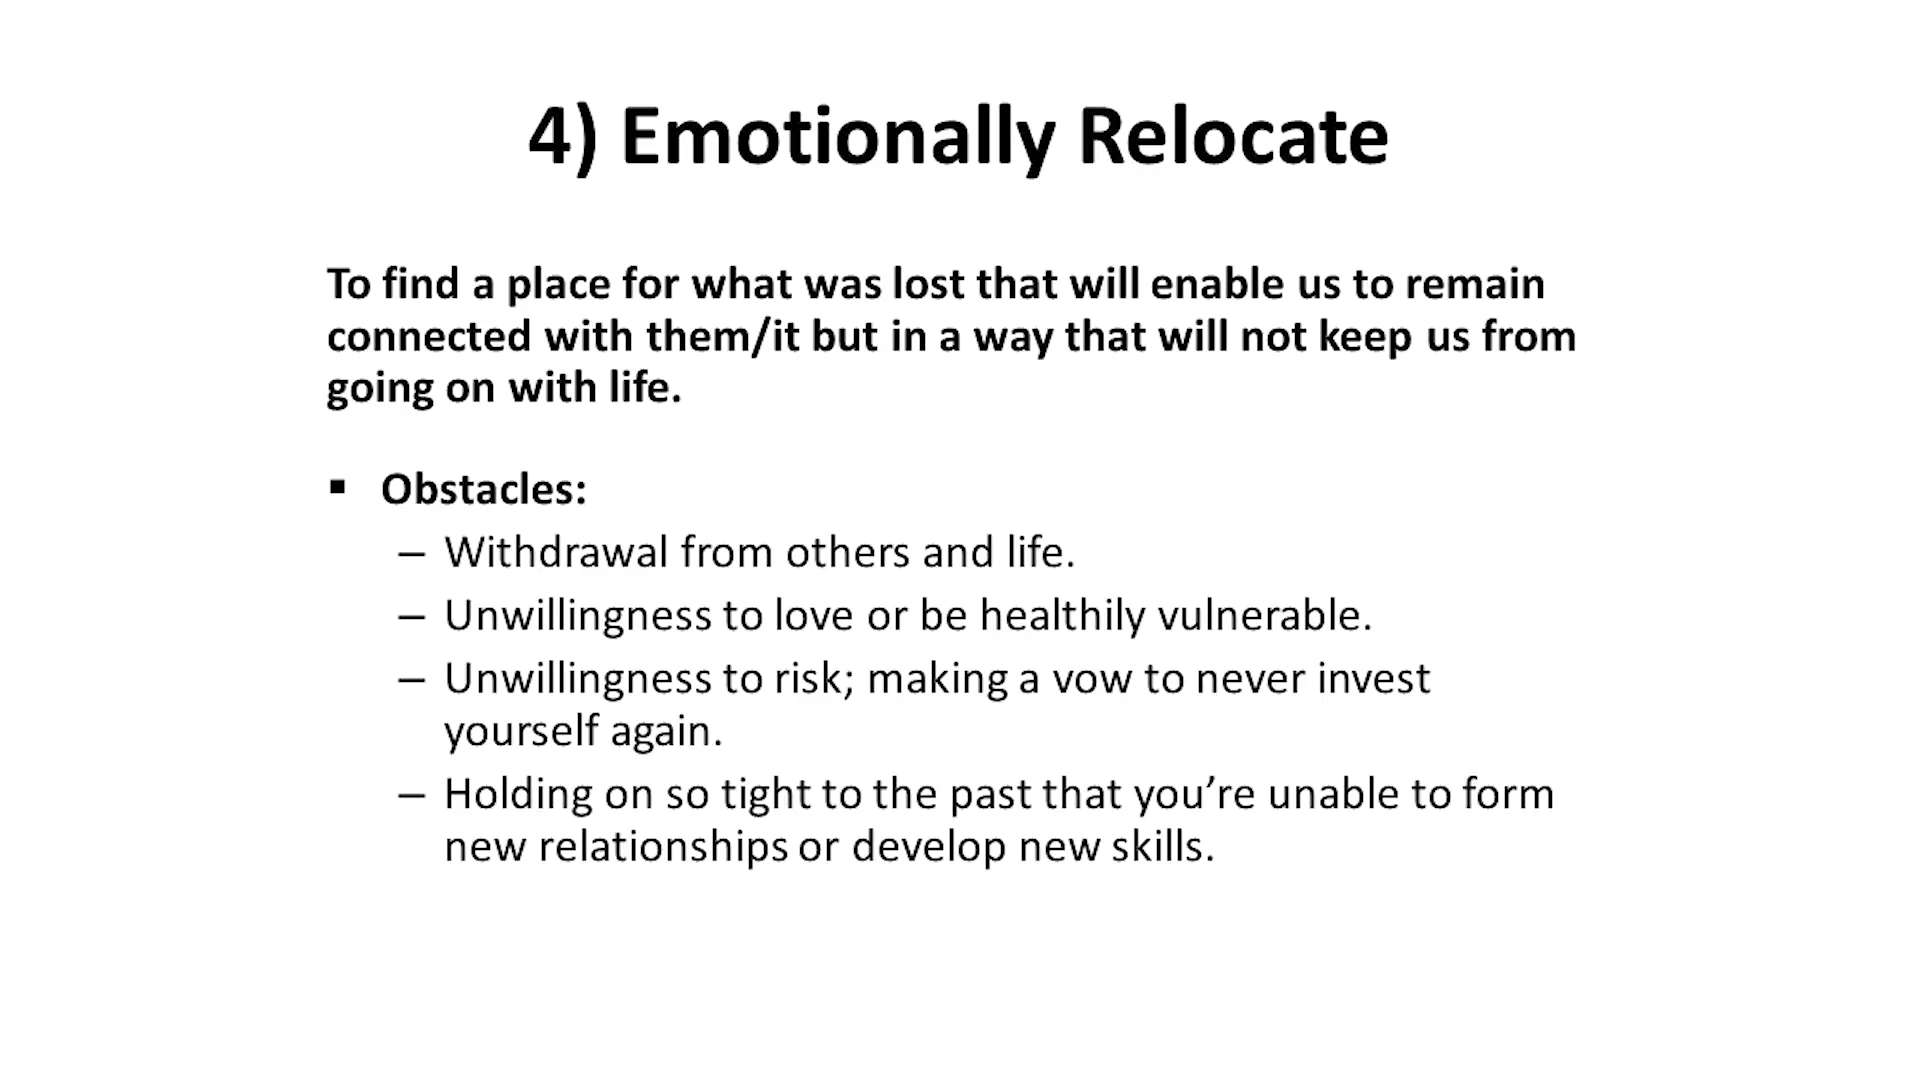 4) Emotionally Relocate
To find a place for what was lost that will enable us to remain
connected with them/it but in a way that will not keep us from
going on with life.
▪ Obstacles:
– Withdrawal from others and life.
– Unwillingness to love or be healthily vulnerable.
– Unwillingness to risk; making a vow to never invest
yourself again.
– Holding on so tight to the past that you’re unable to form
new relationships or develop new skills.